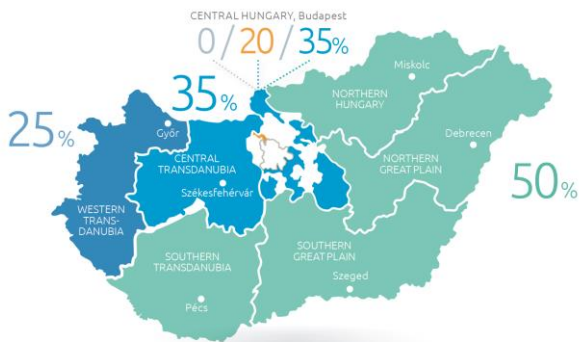 CENTRAL HUNGARY, Budapest
0 / 20 / 35%
Miskolc
NORTHERN
HUNGARY
35%
25%
Győr
Debrecen
CENTRAL
TRANSDANUBIA
NORTHERN
GREAT PLAIN
Székesfehérvár
50%
WESTERN
TRANS-
DANUBIA
SOUTHERN
TRANSDANUBIA
SOUTHERN
GREAT PLAIN
Szeged
Pécs